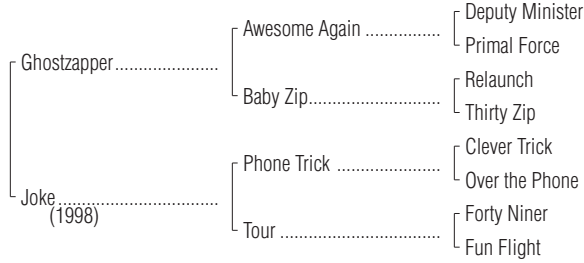 Deputy Minister
Awesome Again ..................
Primal Force
Ghostzapper......................
Relaunch
Baby Zip............................
Thirty Zip
Clever Trick
Phone Trick ......................
Over the Phone
Joke..................................
(1998)
Forty Niner
Tour ..................................
Fun Flight